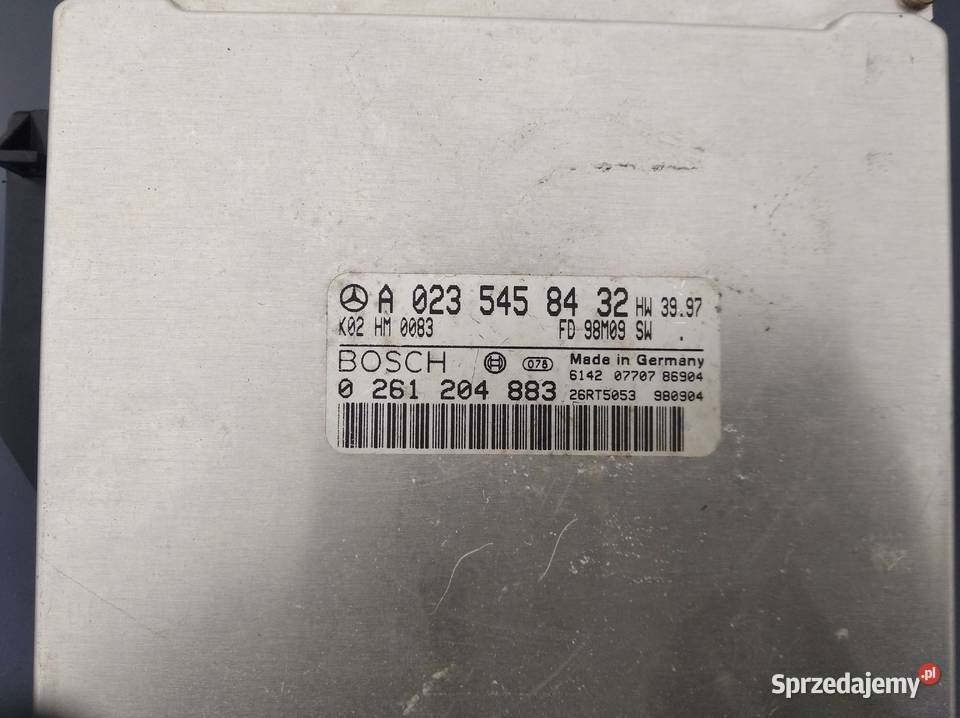 A 023 545 84 32 HW 39.97
K02 HM 0083 FD 98M09 SW .
BOSCH 078 Made in Germany
6142 07707 86904
0 261 204 883 26RT5053 980904
Sprzedajemy.pl